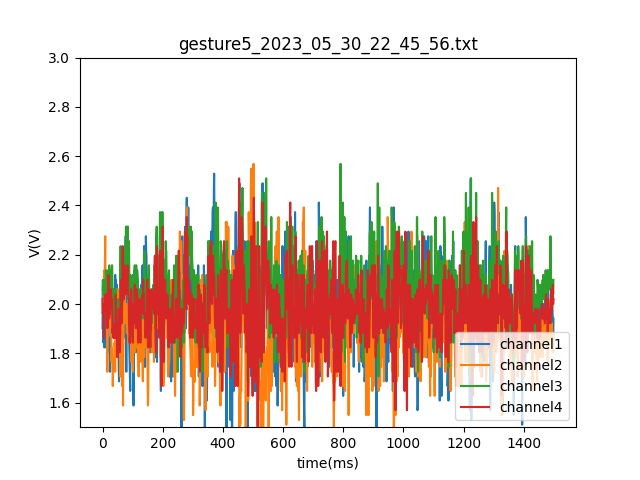 gesture5_2023_05_30_22_45_56.txt
3.0
2.8
2.6
2.4
2.2
2.0
1.8
1.6
V(V)
channel1
channel2
channel3
channel4
0 200 400 600 800 1000 1200 1400
time(ms)